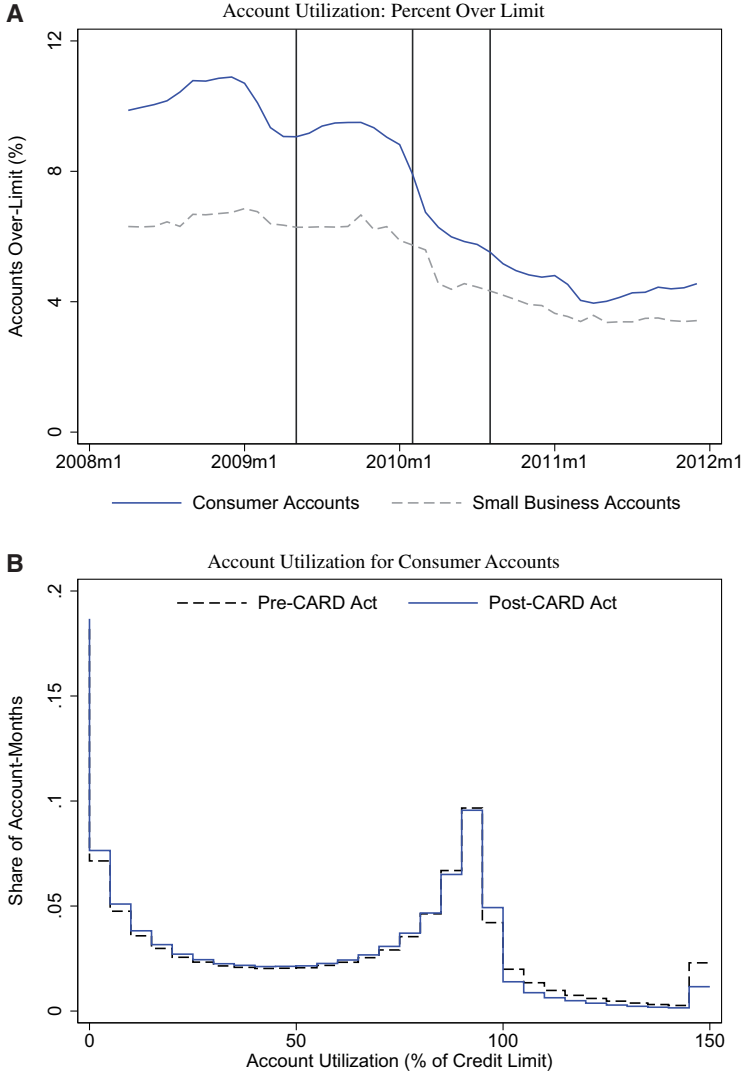 A
Account Utilization: Percent Over Limit
12
8
4
0
Accounts Over-Limit (%)
2008m1 2009m1 2010m1 2011m1 2012m1
Consumer Accounts Small Business Accounts
B
Account Utilization for Consumer Accounts
.2
.15
.1
.05
0
Share of Account-Months
Pre-CARD Act Post-CARD Act
0 50 100 150
Account Utilization (% of Credit Limit)